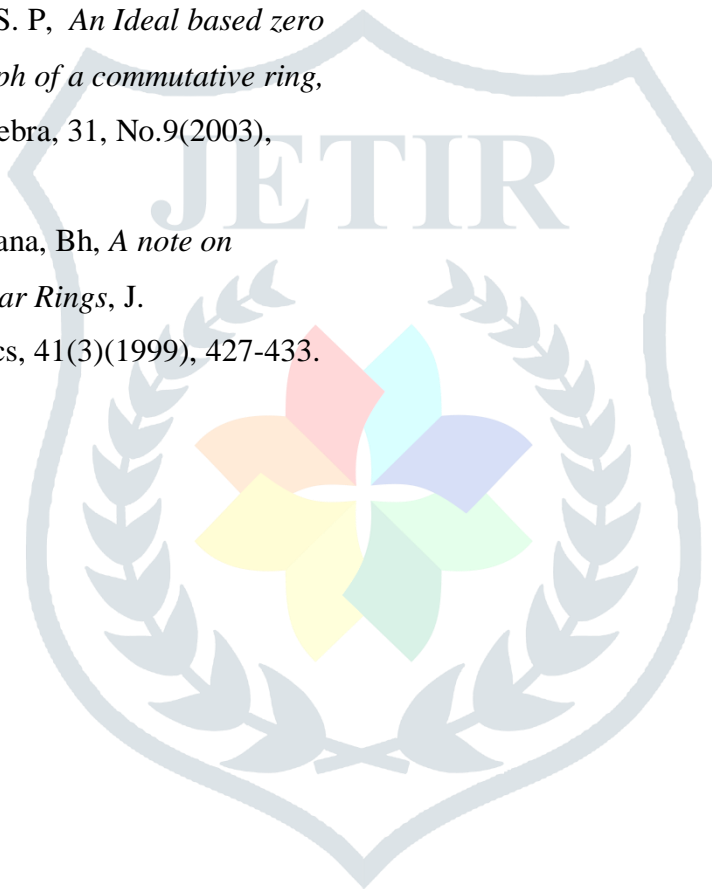 S. P, An Ideal based zero
ph of a commutative ring,
ebra, 31, No.9(2003),
JETIR
ana, Bh, A note on
ar Rings, J.
cs, 41(3)(1999), 427-433.